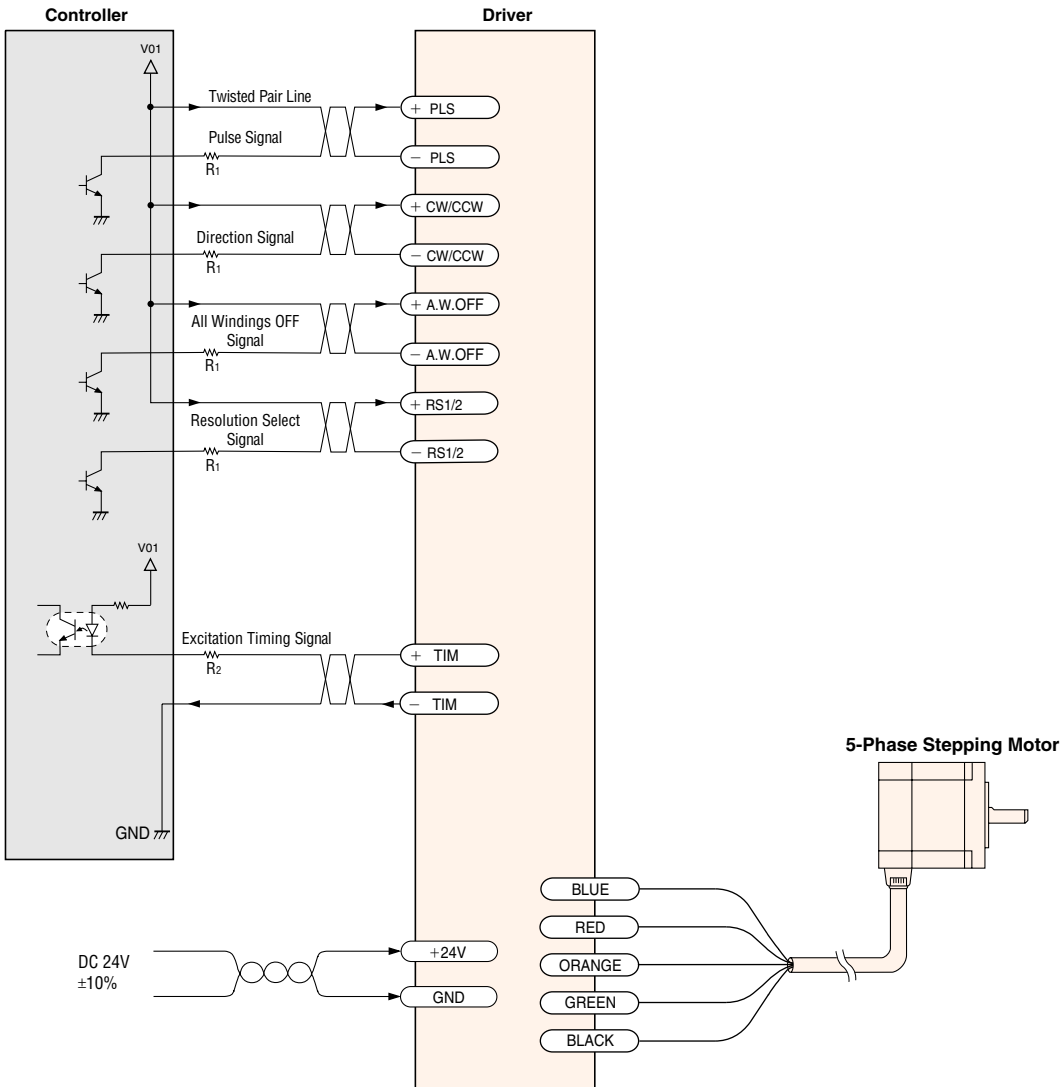 Controller
Driver
V01
Twisted Pair Line
+ PLS
Pulse Signal
R1
− PLS
+ CW/CCW
Direction Signal
R1
− CW/CCW
+ A.W.OFF
All Windings OFF
Signal
R1
− A.W.OFF
+ RS1/2
Resolution Select
Signal
R1
− RS1/2
V01
Excitation Timing Signal
R2
+ TIM
− TIM
5-Phase Stepping Motor
GND
BLUE
RED
ORANGE
GREEN
BLACK
DC 24V
±10%
+24V
GND